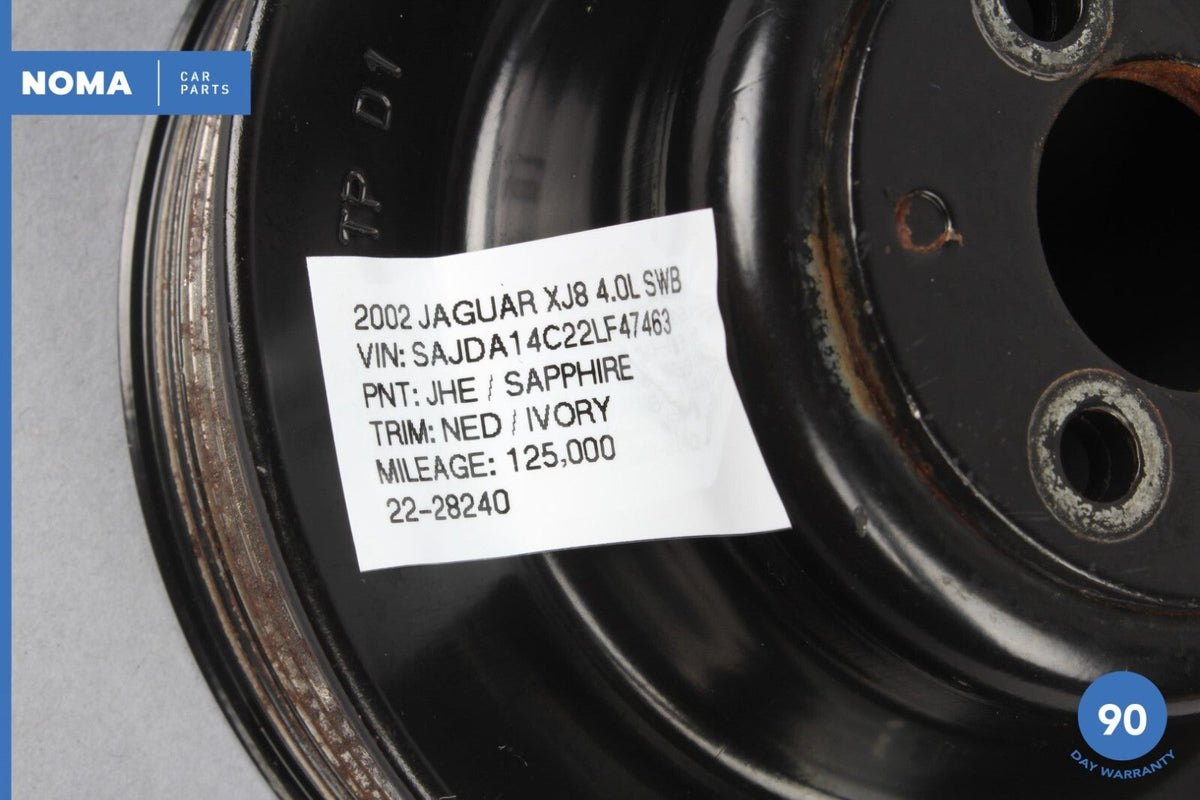 NOMA CAR PARTS
TP D1
2002 JAGUAR XJ8 4.0L SWB
VIN: SAJDA14C22LF47463
PNT: JHE / SAPPHIRE
TRIM: NED / IVORY
MILEAGE: 125,000
22-28240
90
DAY WARRANTY